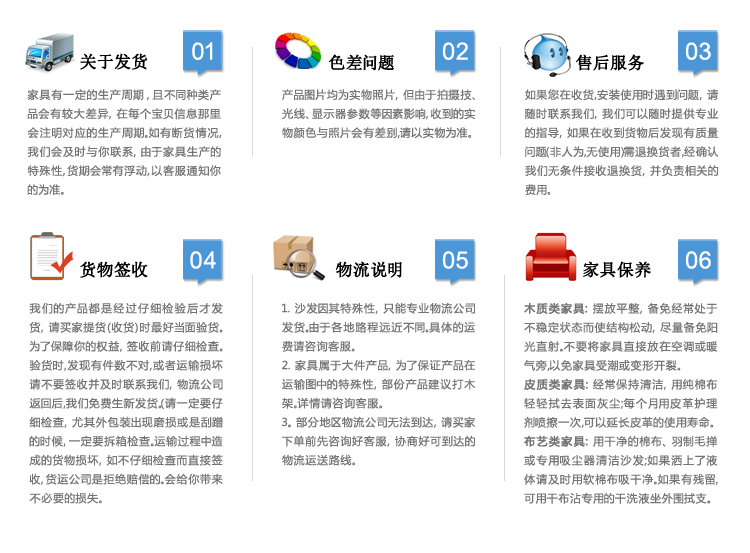 关于发货
01
家具有一定的生产周期，且不同种类产
品会有较大差异，在每个宝贝信息那里
会注明对应的生产周期。如有断货情况，
我们会及时与你联系，由于家具生产的
特殊性，货期会常有浮动，以客服通知你
的为准。
色差问题
02
产品图片均为实物照片，但由于拍摄技、
光线、显示器参数等因素影响，收到的实
物颜色与照片会有差别，请以实物为准。
售后服务
03
如果您在收货，安装使用时遇到问题，请
随时联系我们，我们可以随时提供专业
的指导，如果在收到货物后发现有质量
问题(非人为,无使用)需退换货者，经确认
我们无条件接收退换货，并负责相关的
费用。
货物签收
04
我们的产品都是经过仔细检验后才发
货，请买家提货(收货)时最好当面验货。
为了保障你的权益，签收前请仔细检查。
验货时，发现有件数不对，或者运输损坏
请不要签收并及时联系我们，物流公司
返回后，我们免费生新发货。(请一定要仔
细检查，尤其外包装出现磨损或是刮蹭
的时候，一定要拆箱检查。运输过程中造
成的货物损坏，如不仔细检查而直接签
收，货运公司是拒绝赔偿的。会给你带来
不必要的损失。
物流说明
05
1. 沙发因其特殊性，只能专业物流公司
发货。由于各地路程远近不同。具体的运
费请咨询客服。
2. 家具属于大件产品，为了保证产品在
运输图中的特殊性，部份产品建议打木
架。详情请咨询客服。
3。部分地区物流公司无法到达，请买家
下单前先咨询好客服，协商好可到达的
物流运送路线。
家具保养
06
木质类家具: 摆放平整，备免经常处于
不稳定状态而使结构松动，尽量备免阳
光直射。不要将家具直接放在空调或暖
气旁，以免家具受潮或变形开裂。
皮质类家具: 经常保持清洁，用纯棉布
轻轻拭去表面灰尘;每个月用皮革护理
剂喷擦一次，可以延长皮革的使用寿命。
布艺类家具: 用干净的棉布、羽制毛掸
或专用吸尘器清洁沙发;如果洒上了液
体请及时用软棉布吸干净。如果有残留，
可用干布沾专用的干洗液坐外围拭支。